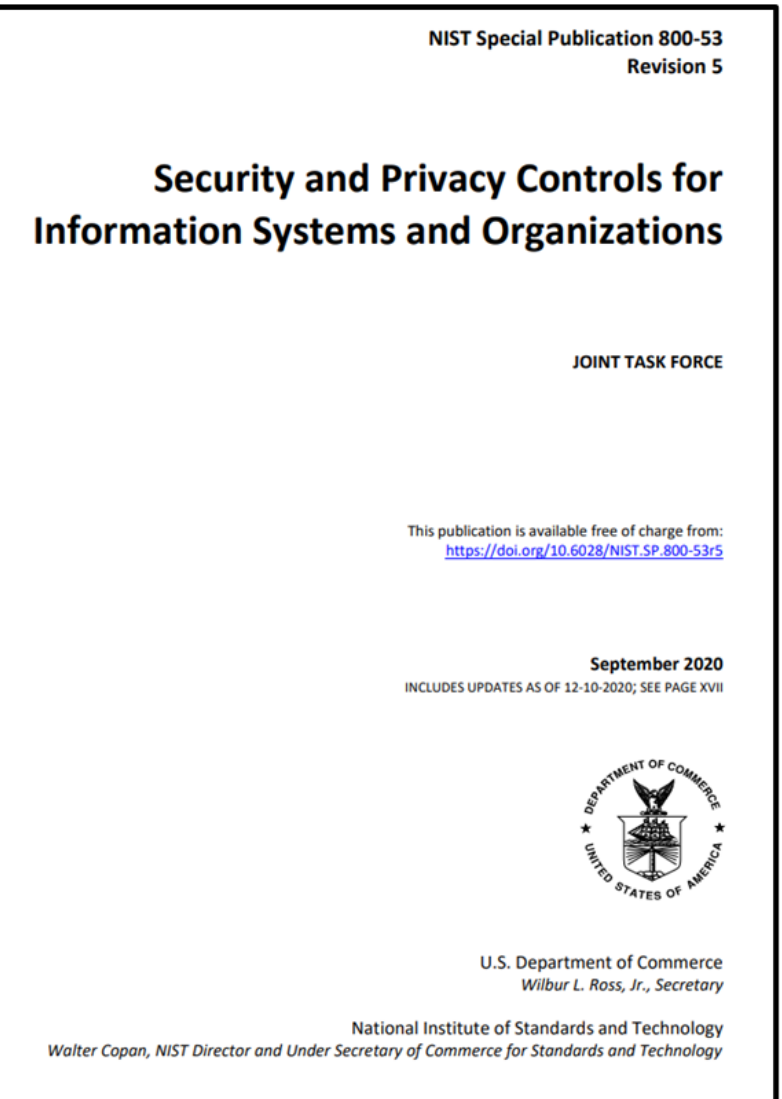 NIST Special Publication 800-53
Revision 5
Security and Privacy Controls for
Information Systems and Organizations
JOINT TASK FORCE
This publication is available free of charge from:
https://doi.org/10.6028/NIST.SP.800-53r5
September 2020
INCLUDES UPDATES AS OF 12-10-2020; SEE PAGE XVII
DEPARTMENT OF COMMERCE
UNITED STATES OF AMERICA
U.S. Department of Commerce
Wilbur L. Ross, Jr., Secretary
National Institute of Standards and Technology
Walter Copan, NIST Director and Under Secretary of Commerce for Standards and Technology